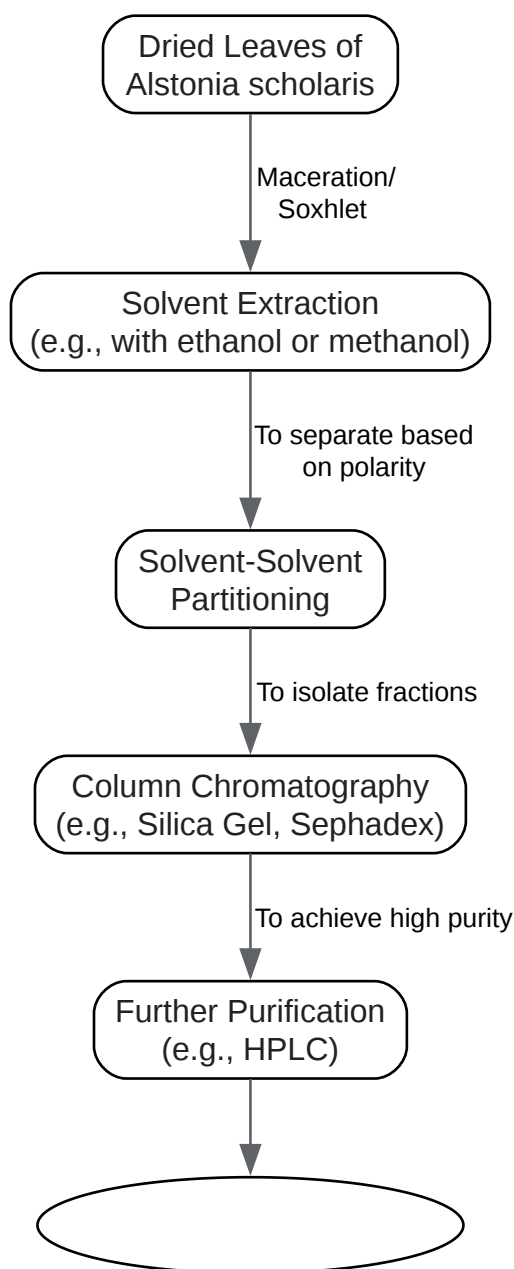 Dried Leaves of
Alstonia scholaris
Maceration/
Soxhlet
Solvent Extraction
(e.g., with ethanol or methanol)
To separate based
on polarity
Solvent-Solvent
Partitioning
To isolate fractions
Column Chromatography
(e.g., Silica Gel, Sephadex)
To achieve high purity
Further Purification
(e.g., HPLC)